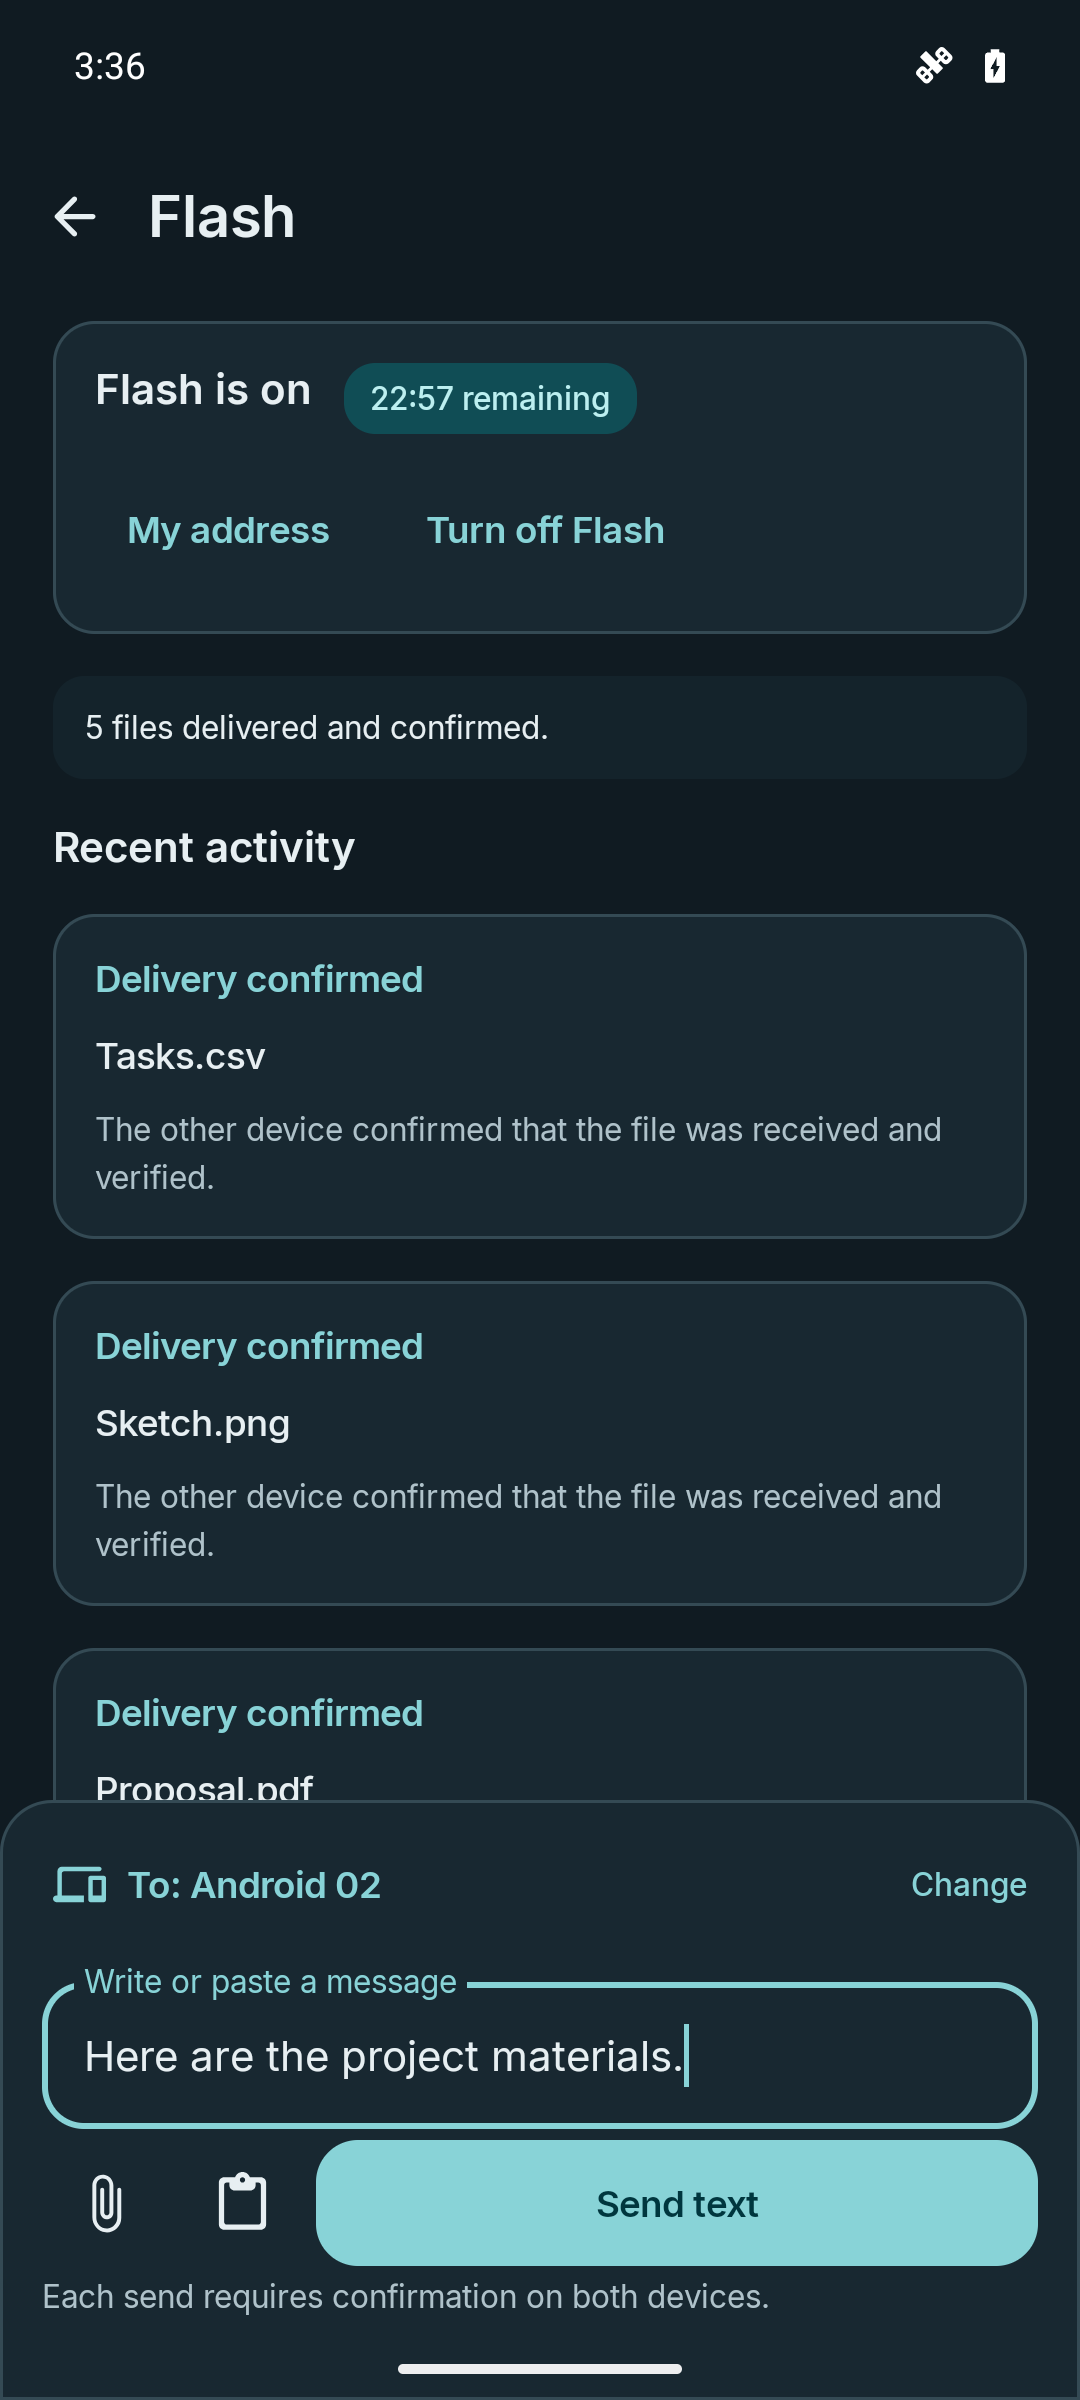 3:36
Flash
Flash is on
22:57 remaining
My address
Turn off Flash
5 files delivered and confirmed.
Recent activity
Delivery confirmed
Tasks.csv
The other device confirmed that the file was received and
verified.
Delivery confirmed
Sketch.png
The other device confirmed that the file was received and
verified.
Delivery confirmed
Proposal.pdf
To: Android 02
Change
Write or paste a message
Here are the project materials.
Send text
Each send requires confirmation on both devices.